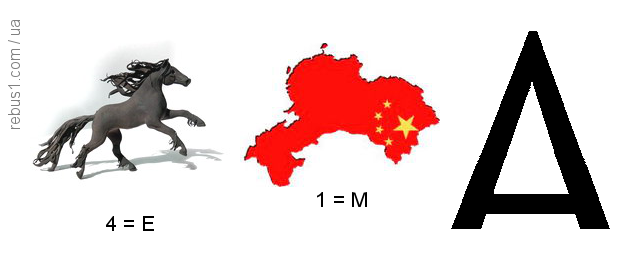 rebus1.com/ua
4 = E
1 = M
А